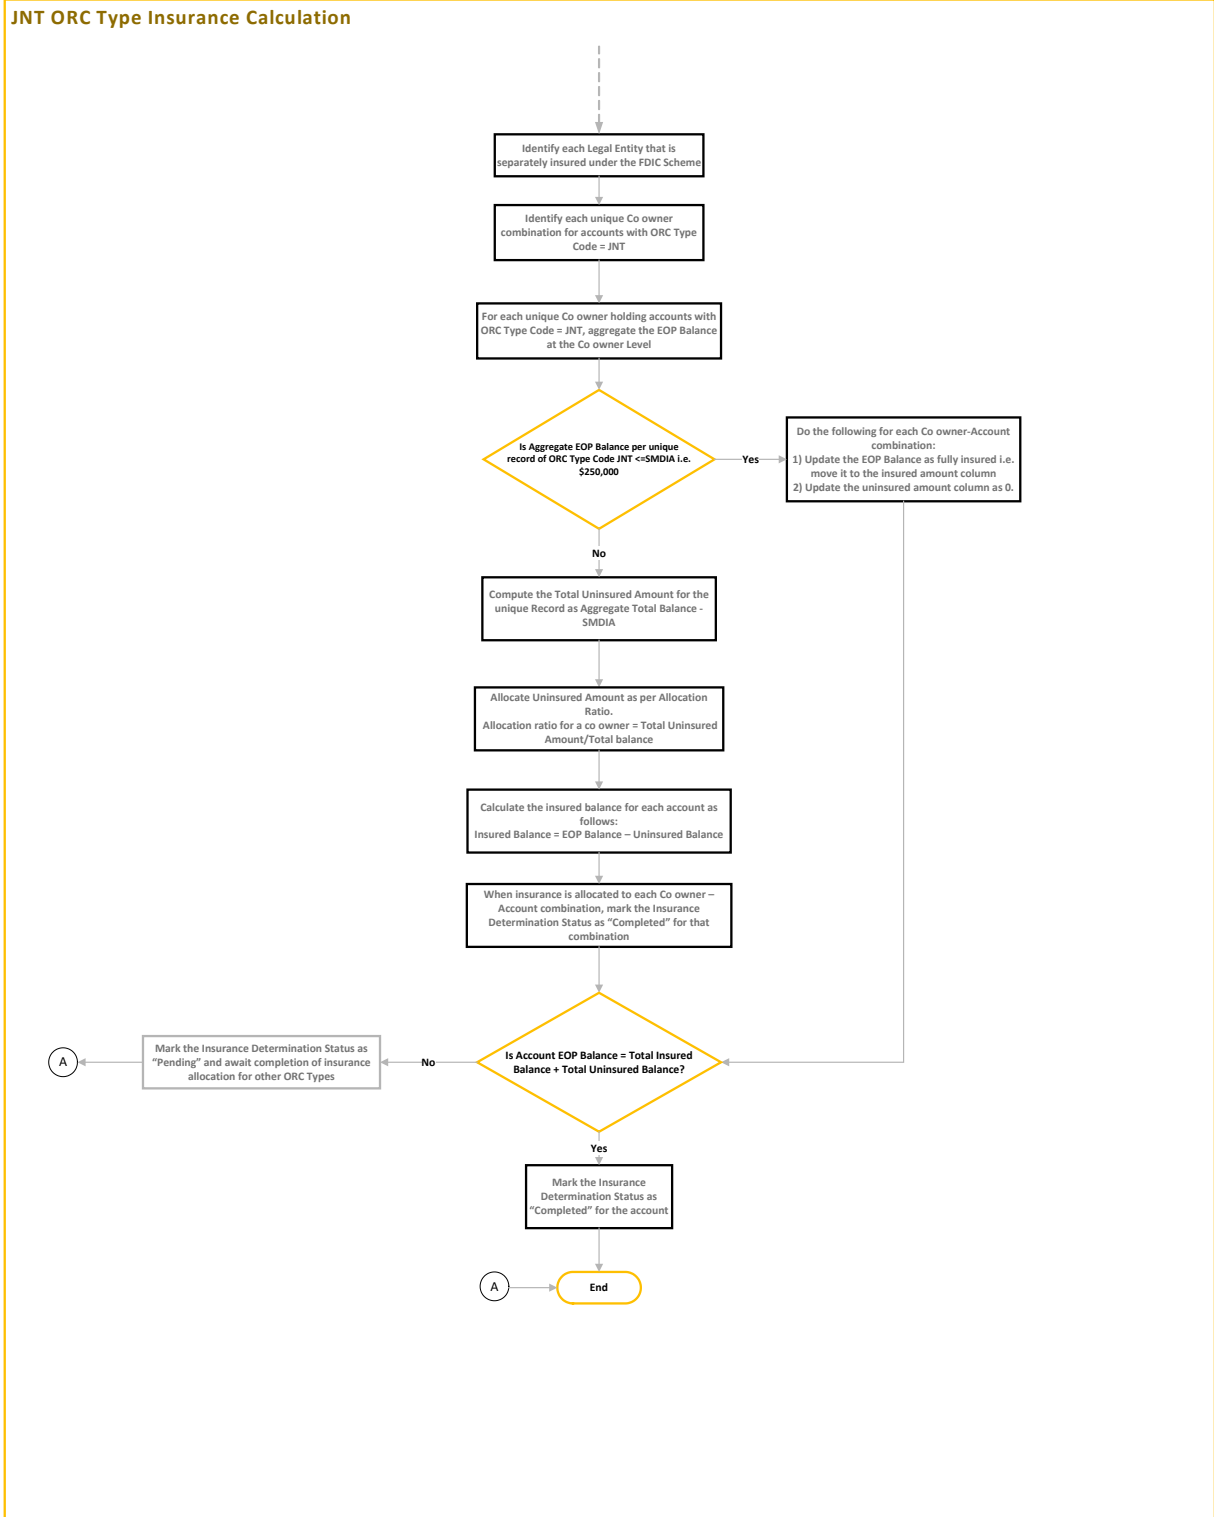 JNT ORC Type Insurance Calculation
Identify each Legal Entity that is
separately insured under the FDIC Scheme
Identify each unique Co owner
combination for accounts with ORC Type
Code = JNT
For each unique Co owner holding accounts with
ORC Type Code = JNT, aggregate the EOP Balance
at the Co owner Level
Is Aggregate EOP Balance per unique
record of ORC Type Code JNT <=SMDIA i.e.
$250,000
Yes
Do the following for each Co owner-Account
combination:
1) Update the EOP Balance as fully insured i.e.
move it to the insured amount column
2) Update the uninsured amount column as 0.
No
Compute the Total Uninsured Amount for the
unique Record as Aggregate Total Balance -
SMDIA
Allocate Uninsured Amount as per Allocation
Ratio.
Allocation ratio for a co owner = Total Uninsured
Amount/Total balance
Calculate the insured balance for each account as
follows:
Insured Balance = EOP Balance – Uninsured Balance
When insurance is allocated to each Co owner –
Account combination, mark the Insurance
Determination Status as “Completed” for that
combination
Is Account EOP Balance = Total Insured
Balance + Total Uninsured Balance?
No
Mark the Insurance Determination Status as
“Pending” and await completion of insurance
allocation for other ORC Types
A
Yes
Mark the Insurance
Determination Status as
“Completed” for the account
A
End